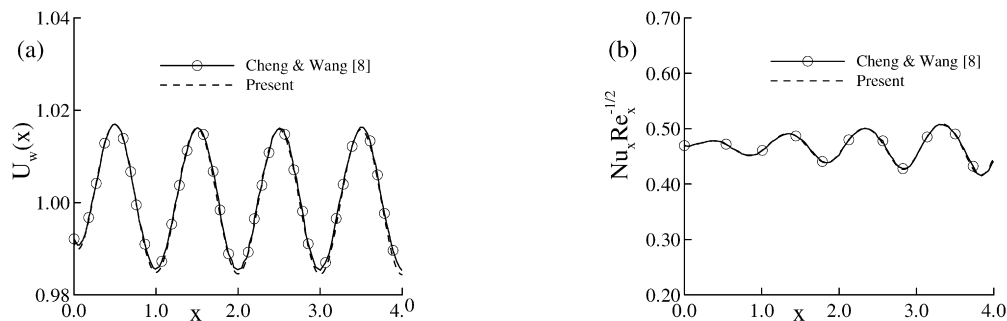 (a)
1.04
1.02
1.00
0.98
U_w(x)
Cheng & Wang [8]
Present
0.0
1.0
2.0
3.0
4.0
x
(b)
0.70
0.60
0.50
0.40
0.30
0.20
Nu_xRe_x^-1/2
Cheng & Wang [8]
Present
0.0
1.0
2.0
3.0
4.0
x